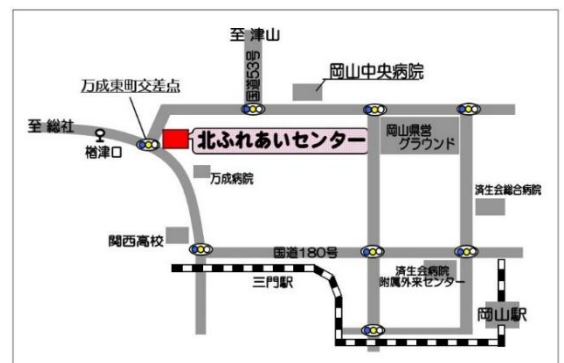 至 津山
国道53号
岡山中央病院
万成東町交差点
至 総社
楢津口
北ふれあいセンター
岡山県営
グラウンド
万成病院
済生会総合病院
関西高校
国道180号
済生会病院
附属外来センター
三門駅
岡山駅